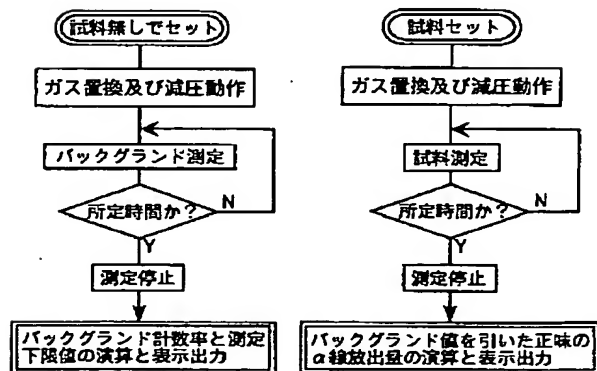 試料無しでセット
ガス置換及び減圧動作
バックグランド測定
所定時間か?
N
Y
測定停止
バックグランド計数率と測定
下限値の演算と表示出力
試料セット
ガス置換及び減圧動作
試料測定
所定時間か?
N
Y
測定停止
バックグランド値を引いた正味の
α線放出量の演算と表示出力